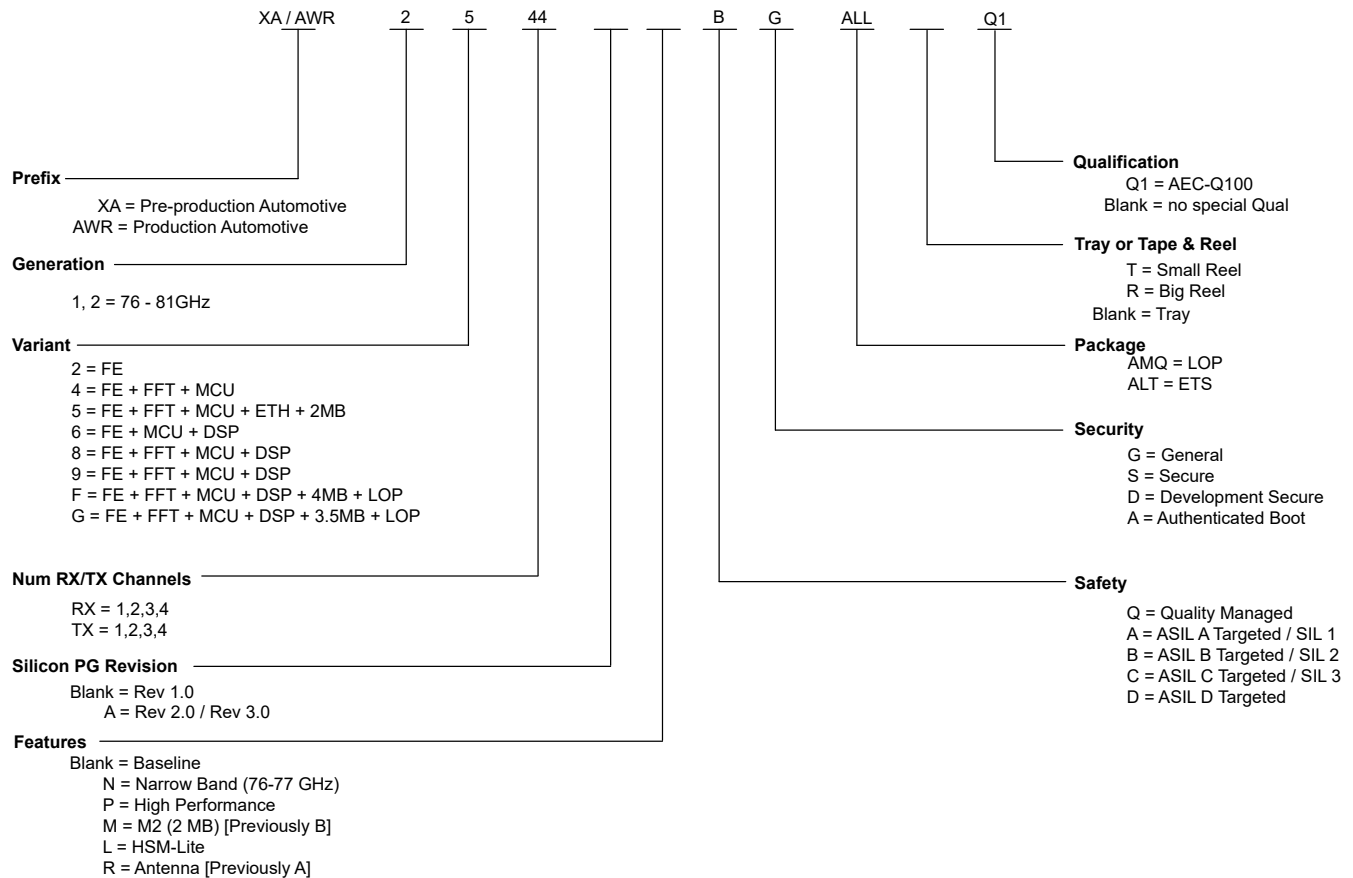 XA / AWR 2 5 44 B G ALL Q1
Prefix
XA = Pre-production Automotive
AWR = Production Automotive
Generation
1, 2 = 76 - 81GHz
Variant
2 = FE
4 = FE + FFT + MCU
5 = FE + FFT + MCU + ETH + 2MB
6 = FE + MCU + DSP
8 = FE + FFT + MCU + DSP
9 = FE + FFT + MCU + DSP
F = FE + FFT + MCU + DSP + 4MB + LOP
G = FE + FFT + MCU + DSP + 3.5MB + LOP
Num RX/TX Channels
RX = 1,2,3,4
TX = 1,2,3,4
Silicon PG Revision
Blank = Rev 1.0
A = Rev 2.0 / Rev 3.0
Features
Blank = Baseline
N = Narrow Band (76-77 GHz)
P = High Performance
M = M2 (2 MB) [Previously B]
L = HSM-Lite
R = Antenna [Previously A]
Qualification
Q1 = AEC-Q100
Blank = no special Qual
Tray or Tape & Reel
T = Small Reel
R = Big Reel
Blank = Tray
Package
AMQ = LOP
ALT = ETS
Security
G = General
S = Secure
D = Development Secure
A = Authenticated Boot
Safety
Q = Quality Managed
A = ASIL A Targeted / SIL 1
B = ASIL B Targeted / SIL 2
C = ASIL C Targeted / SIL 3
D = ASIL D Targeted